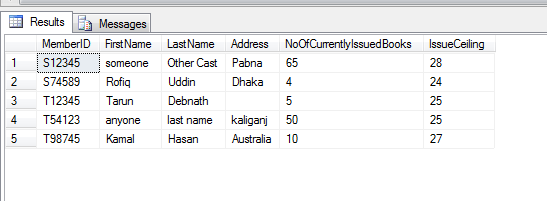 Results Messages
MemberID FirstName LastName Address NoOfCurrentlyIssuedBooks IssueCeiling
1 S12345 someone Other Cast Pabna 65 28
2 S74589 Rofiq Uddin Dhaka 4 24
3 T12345 Tarun Debnath 5 25
4 T54123 anyone last name kaliganj 50 25
5 T98745 Kamal Hasan Australia 10 27